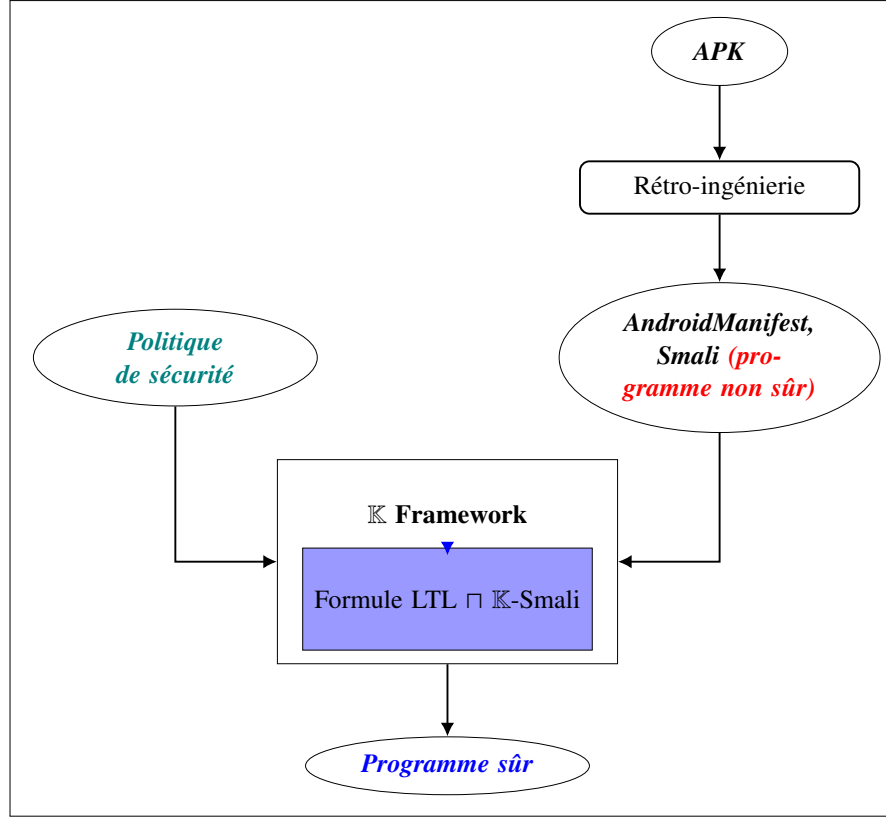 APK
Rétro-ingénierie
AndroidManifest,
Smali (pro-
gramme non sûr)
Politique
de sécurité
𝕂 Framework
Formule LTL ⊓ 𝕂-Smali
Programme sûr